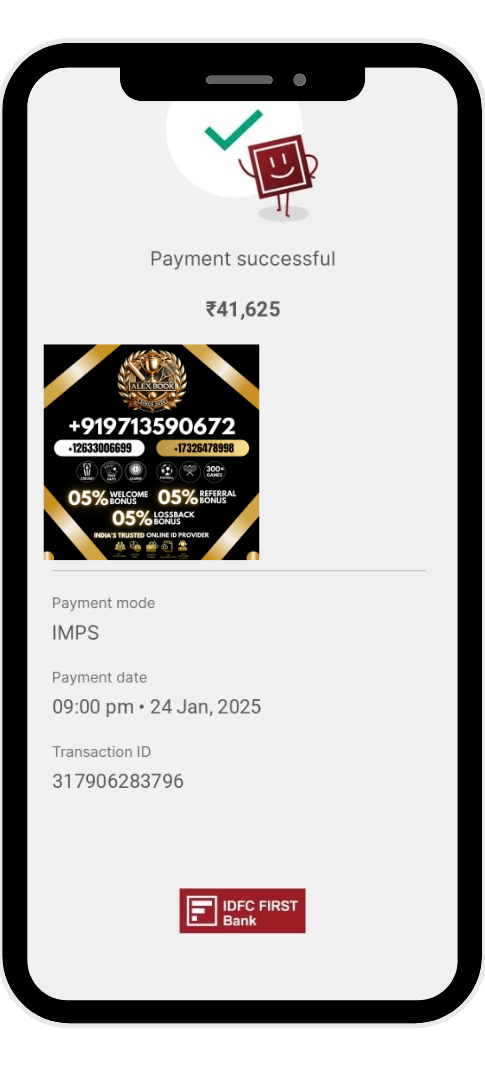 Payment successful
₹41,625
ALEX BOOK
+919713590672
+12633006699
+17326478998
CRICKET
TEEN PATTI
CASINO
FOOTBALL
300+ GAMES
05% WELCOME BONUS
05% REFERRAL BONUS
05% LOSSBACK BONUS
INDIA'S TRUSTED ONLINE ID PROVIDER
Payment mode
IMPS
Payment date
09:00 pm • 24 Jan, 2025
Transaction ID
317906283796
IDFC FIRST
Bank